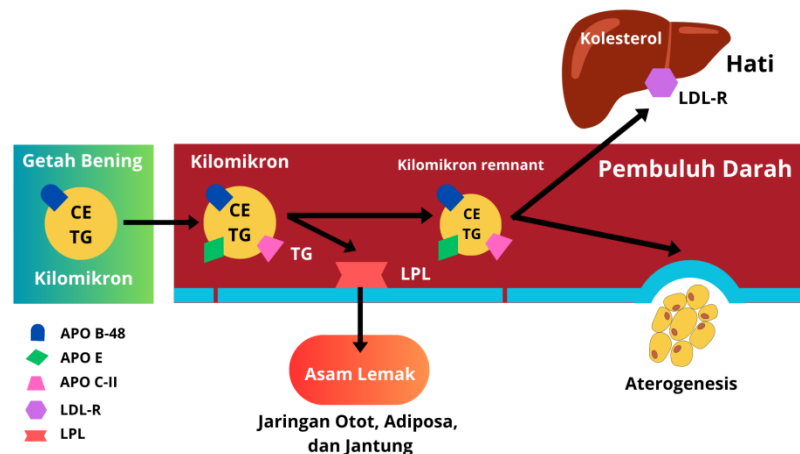 Kolesterol
Hati
LDL-R
Getah Bening
CE
TG
Kilomikron
Kilomikron
CE
TG
TG
LPL
Kilomikron remnant
CE
TG
Pembuluh Darah
APO B-48
APO E
APO C-II
LDL-R
LPL
Asam Lemak
Jaringan Otot, Adiposa,
dan Jantung
Aterogenesis